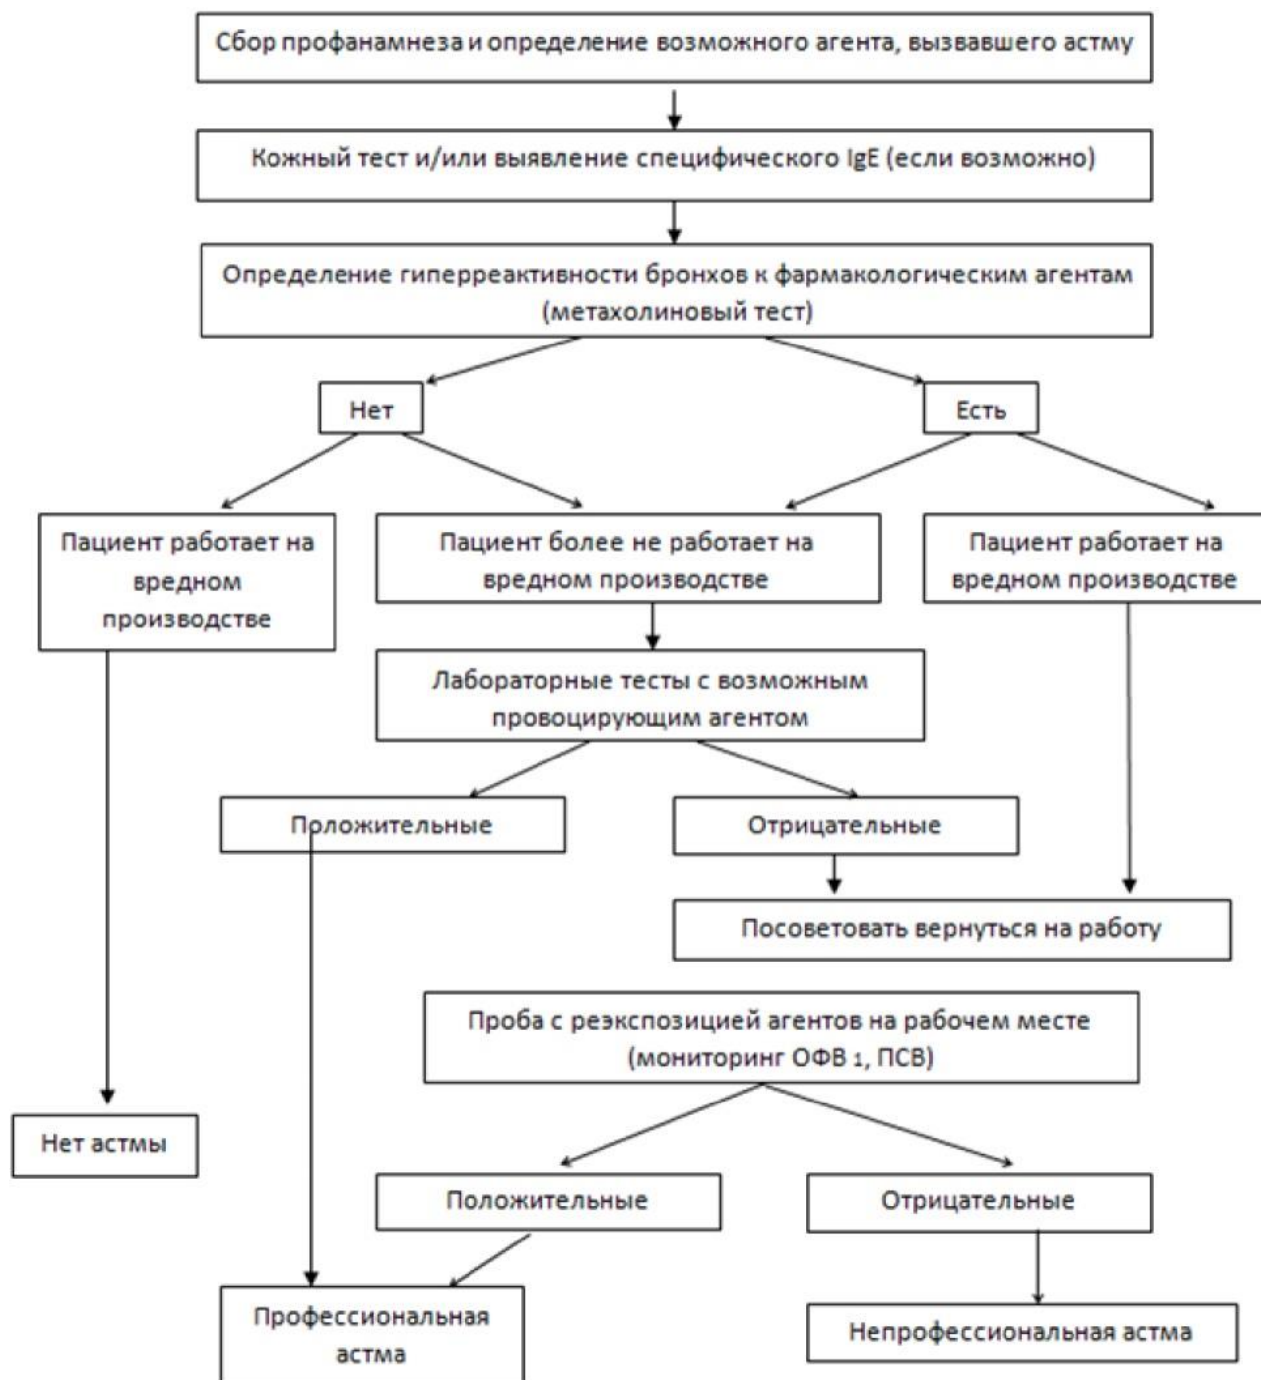 Сбор профанамнеза и определение возможного агента, вызвавшего астму
Кожный тест и/или выявление специфического IgE (если возможно)
Определение гиперреактивности бронхов к фармакологическим агентам
(метахолиновый тест)
Нет
Есть
Пациент работает на
вредном
производстве
Пациент более не работает на
вредном производстве
Пациент работает на
вредном производстве
Лабораторные тесты с возможным
провоцирующим агентом
Положительные
Отрицательные
Посоветовать вернуться на работу
Проба с реэкспозицией агентов на рабочем месте
(мониторинг ОФВ 1, ПСВ)
Нет астмы
Положительные
Отрицательные
Профессиональная
астма
Непрофессиональная астма